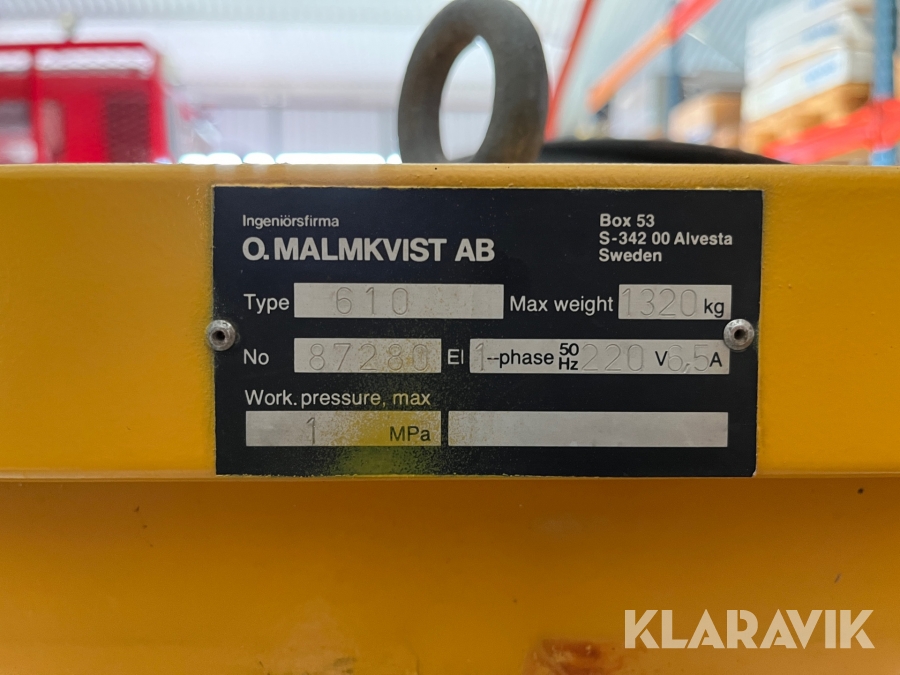 Ingeniörsfirma
O. MALMKVIST AB
Box 53
S-342 00 Alvesta
Sweden
Type 610 Max weight 1320 kg
No 87280 El 1--phase 50 Hz 220 V 6,5 A
Work. pressure, max
1 MPa
KLARAVIK